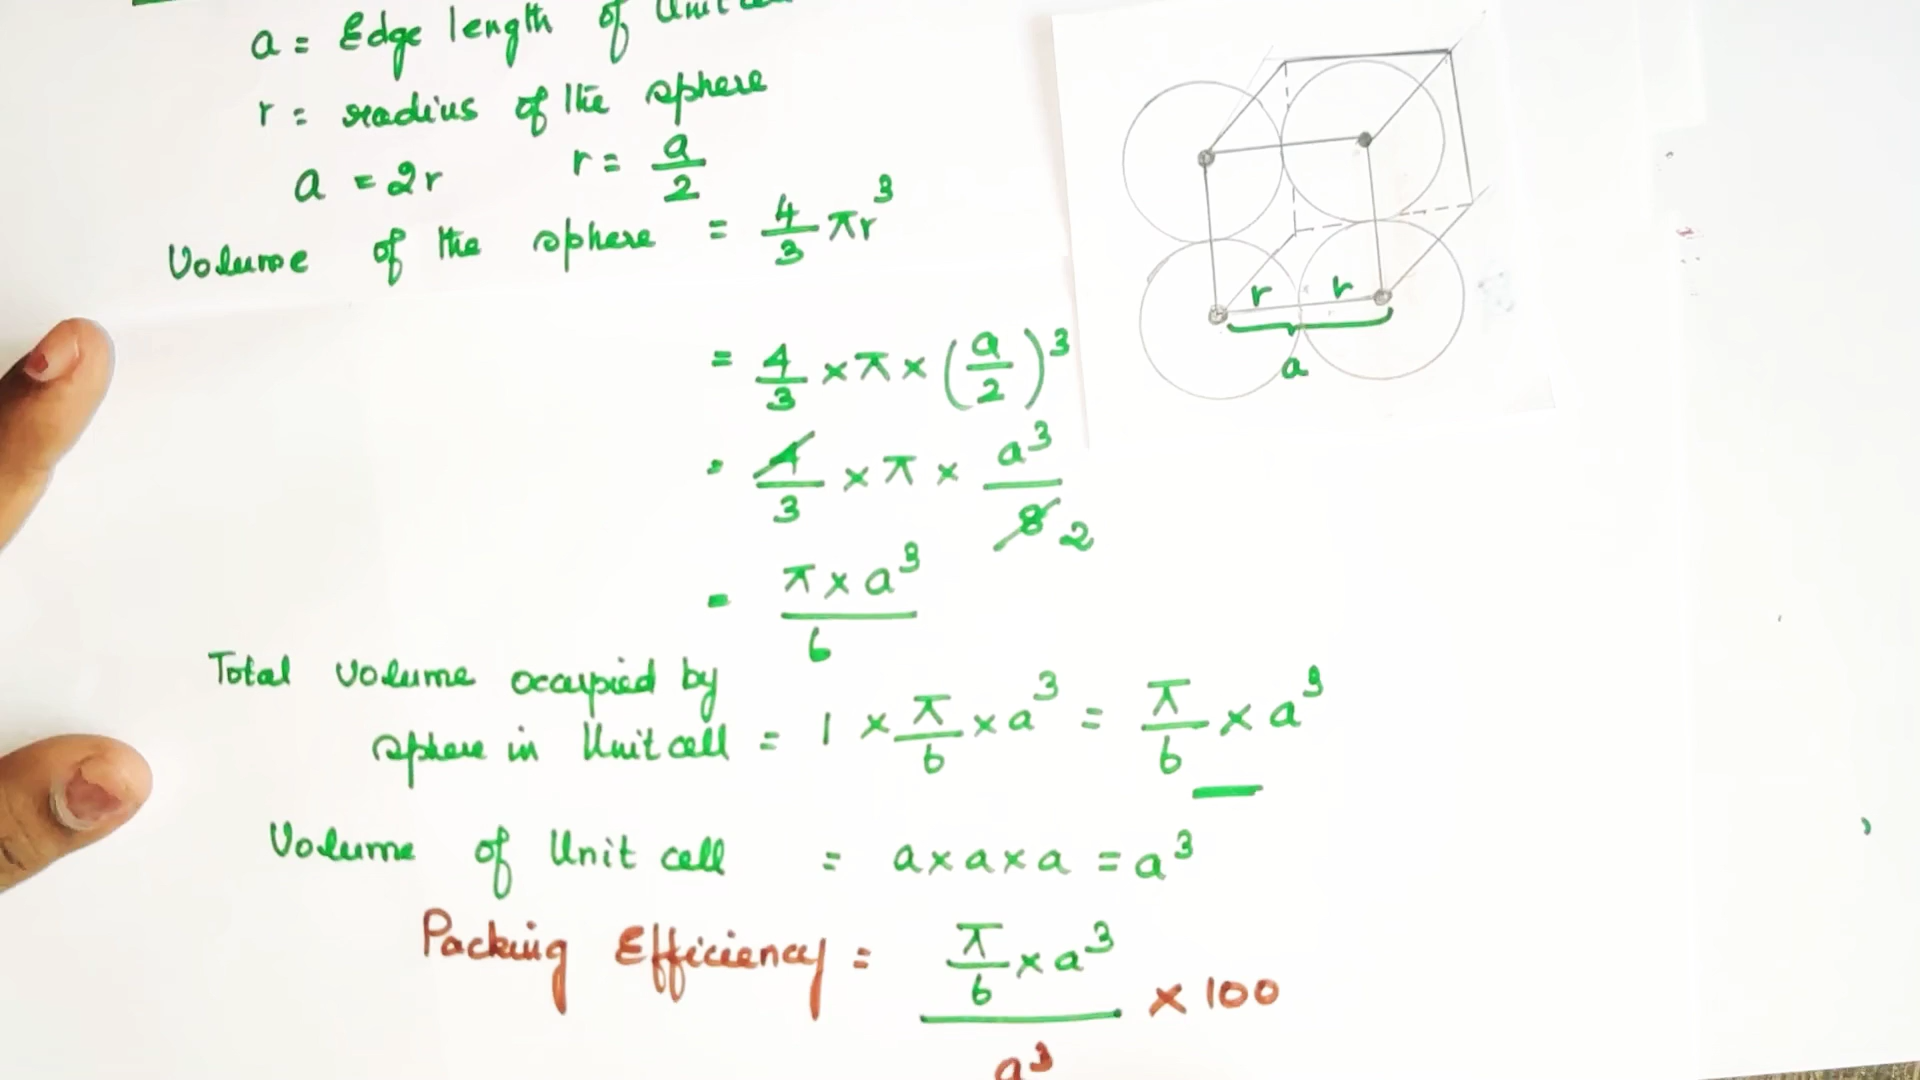 a = Edge length of Unit
r = radius of the sphere
a = 2r r = a/2
Volume of the sphere = 4/3 πr³
= 4/3 × π × (a/2)³
= 4/3 × π × a³/8 2
= π × a³/6
Total volume occupied by
sphere in Unit cell = 1 × π/6 × a³ = π/6 × a³
Volume of Unit cell = a × a × a = a³
Packing Efficiency = π/6 × a³/a³ × 100
r r
a